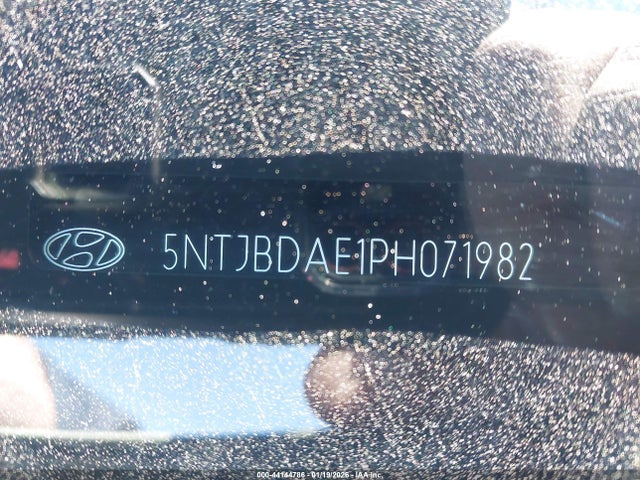 5NTJBDAE1PH071982
000-44144786 - 01/19/2026 - IAA Inc.